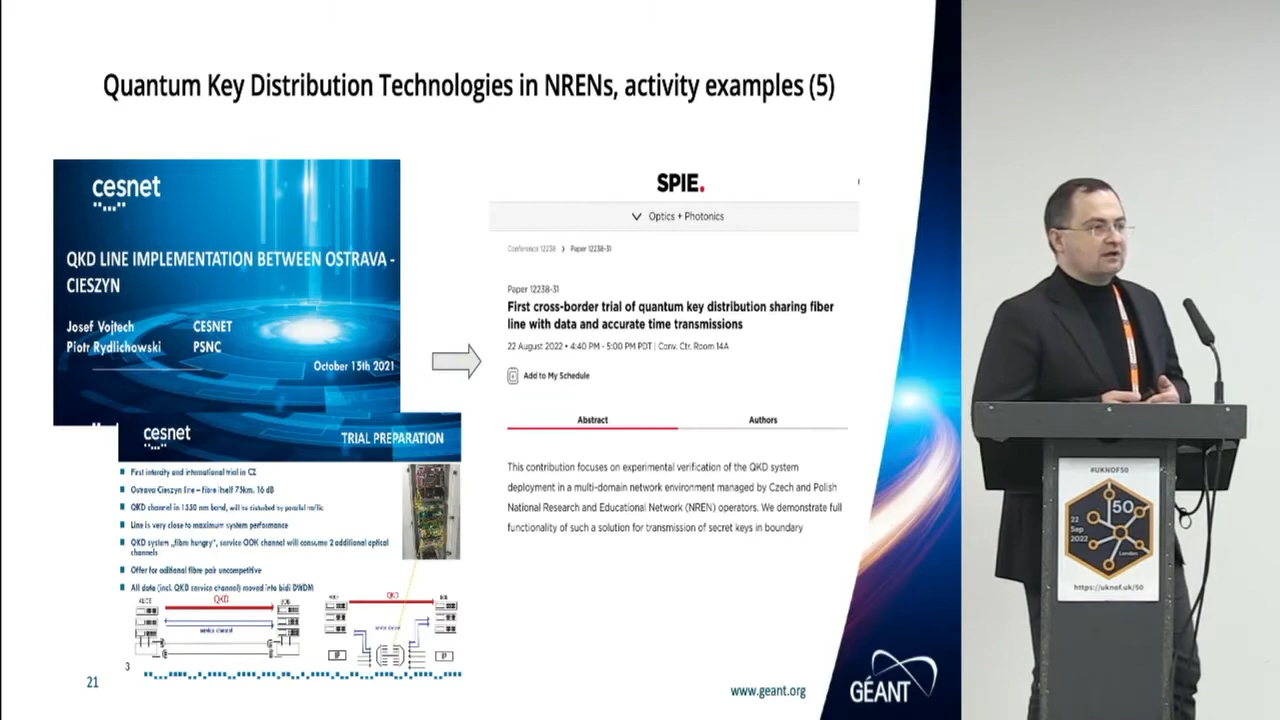 Quantum Key Distribution Technologies in NRENs, activity examples (5)
cesnet
QKD LINE IMPLEMENTATION BETWEEN OSTRAVA -
CIESZYN
Josef Vojtech CESNET
Piotr Rydlichowski PSNC
October 15th 2021
cesnet
TRIAL PREPARATION
First intercity and international trial in CZ
Ostrava Cieszyn line – fibre itself 75km, 16 dB
QKD channel in 1550 nm band, will be disturbed by parallel traffic
Line is very close to maximum system performance
QKD system „fibre hungry", service OOK channel will consume 2 additional optical
channels
Offer for aditional fibre pair uncompetitive
All data (incl. QKD service channel) moved into bidi DWDM
ALICE QKD BOB
service channel
QKD
service channel
IP IP
3
21
SPIE.
Optics + Photonics
Conference 12238 > Paper 12238-31
Paper 12238-31
First cross-border trial of quantum key distribution sharing fiber
line with data and accurate time transmissions
22 August 2022 • 4:40 PM - 5:00 PM PDT | Conv. Ctr. Room 14A
Add to My Schedule
Abstract Authors
This contribution focuses on experimental verification of the QKD system
deployment in a multi-domain network environment managed by Czech and Polish
National Research and Educational Network (NREN) operators. We demonstrate full
functionality of such a solution for transmission of secret keys in boundary
www.geant.org
GÉANT
#UKNOF50
50
22
Sep
2022
London
https://uknof.uk/50